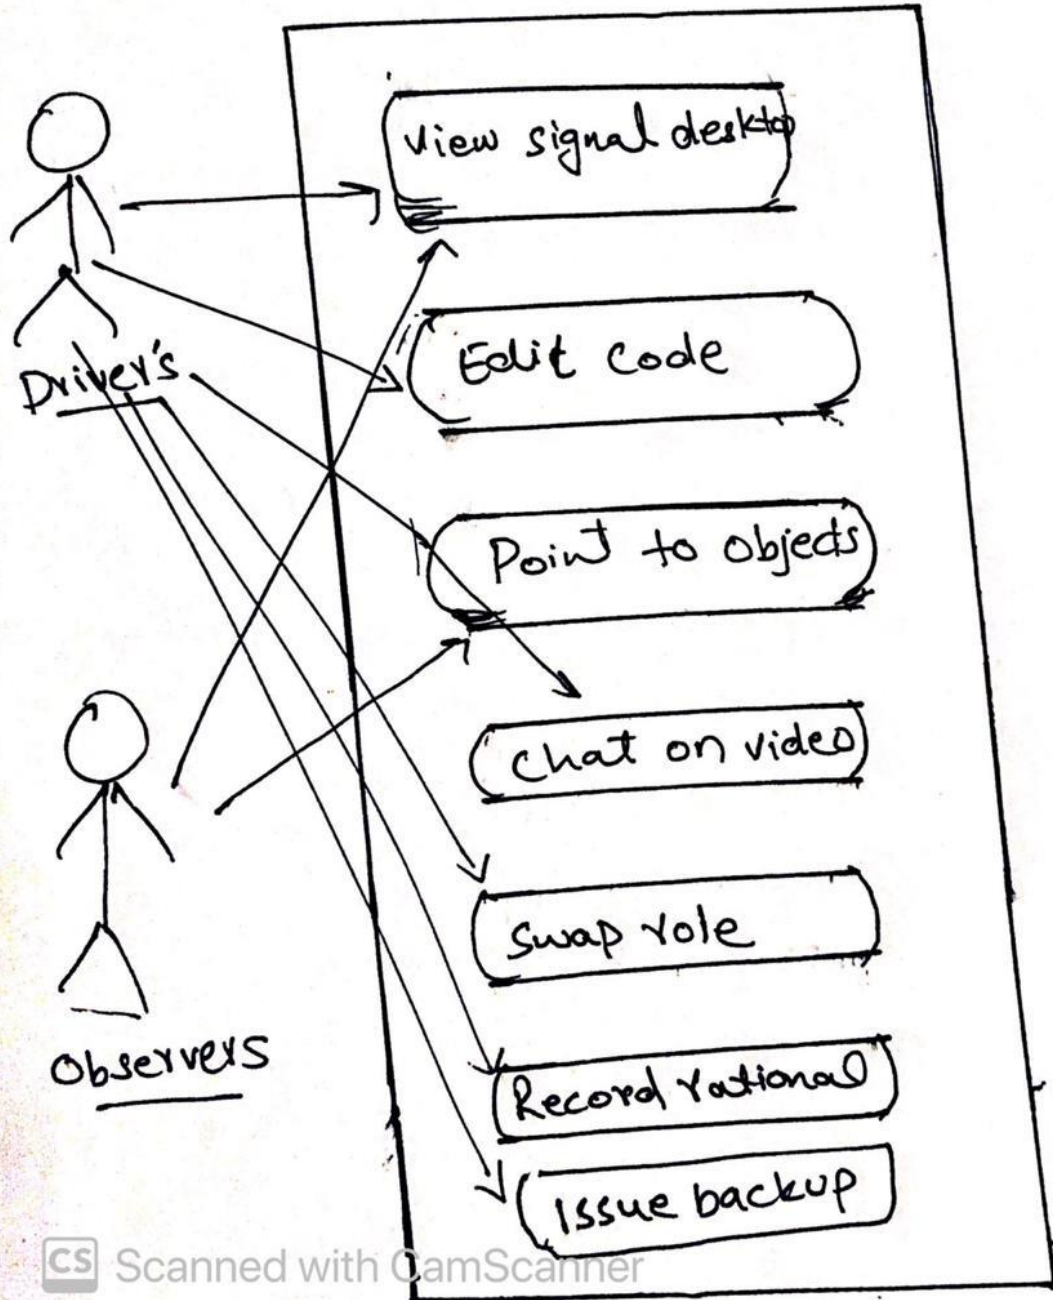 View signal desktop
Edit Code
Driver's
Point to objects
Chat on video
Swap role
Observers
Record rational
Issue backup
CS Scanned with CamScanner